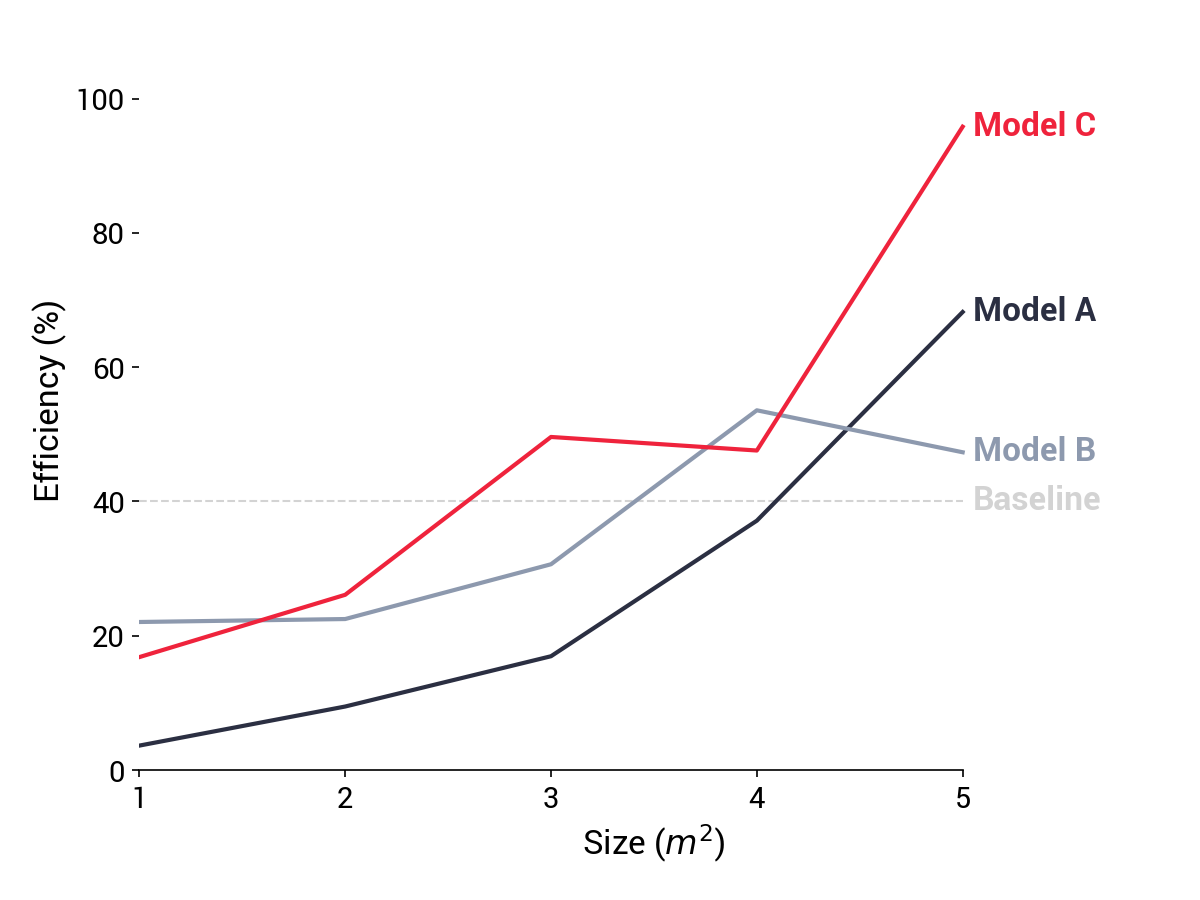 Efficiency (%)
100
80
60
40
20
0
Model C
Model A
Model B
Baseline
1 2 3 4 5
Size (m²)